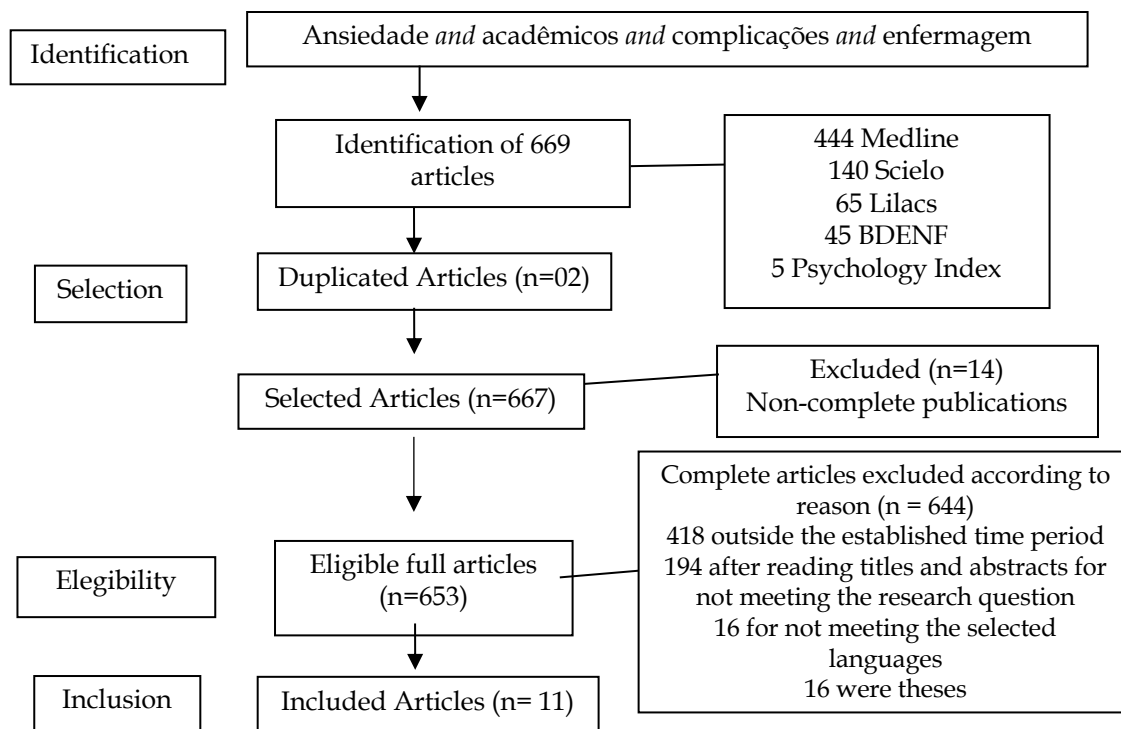 Identification
Ansiedade and acadêmicos and complicações and enfermagem
Identification of 669
articles
444 Medline
140 Scielo
65 Lilacs
45 BDENF
5 Psychology Index
Selection
Duplicated Articles (n=02)
Selected Articles (n=667)
Excluded (n=14)
Non-complete publications
Elegibility
Eligible full articles
(n=653)
Complete articles excluded according to
reason (n = 644)
418 outside the established time period
194 after reading titles and abstracts for
not meeting the research question
16 for not meeting the selected
languages
16 were theses
Inclusion
Included Articles (n= 11)